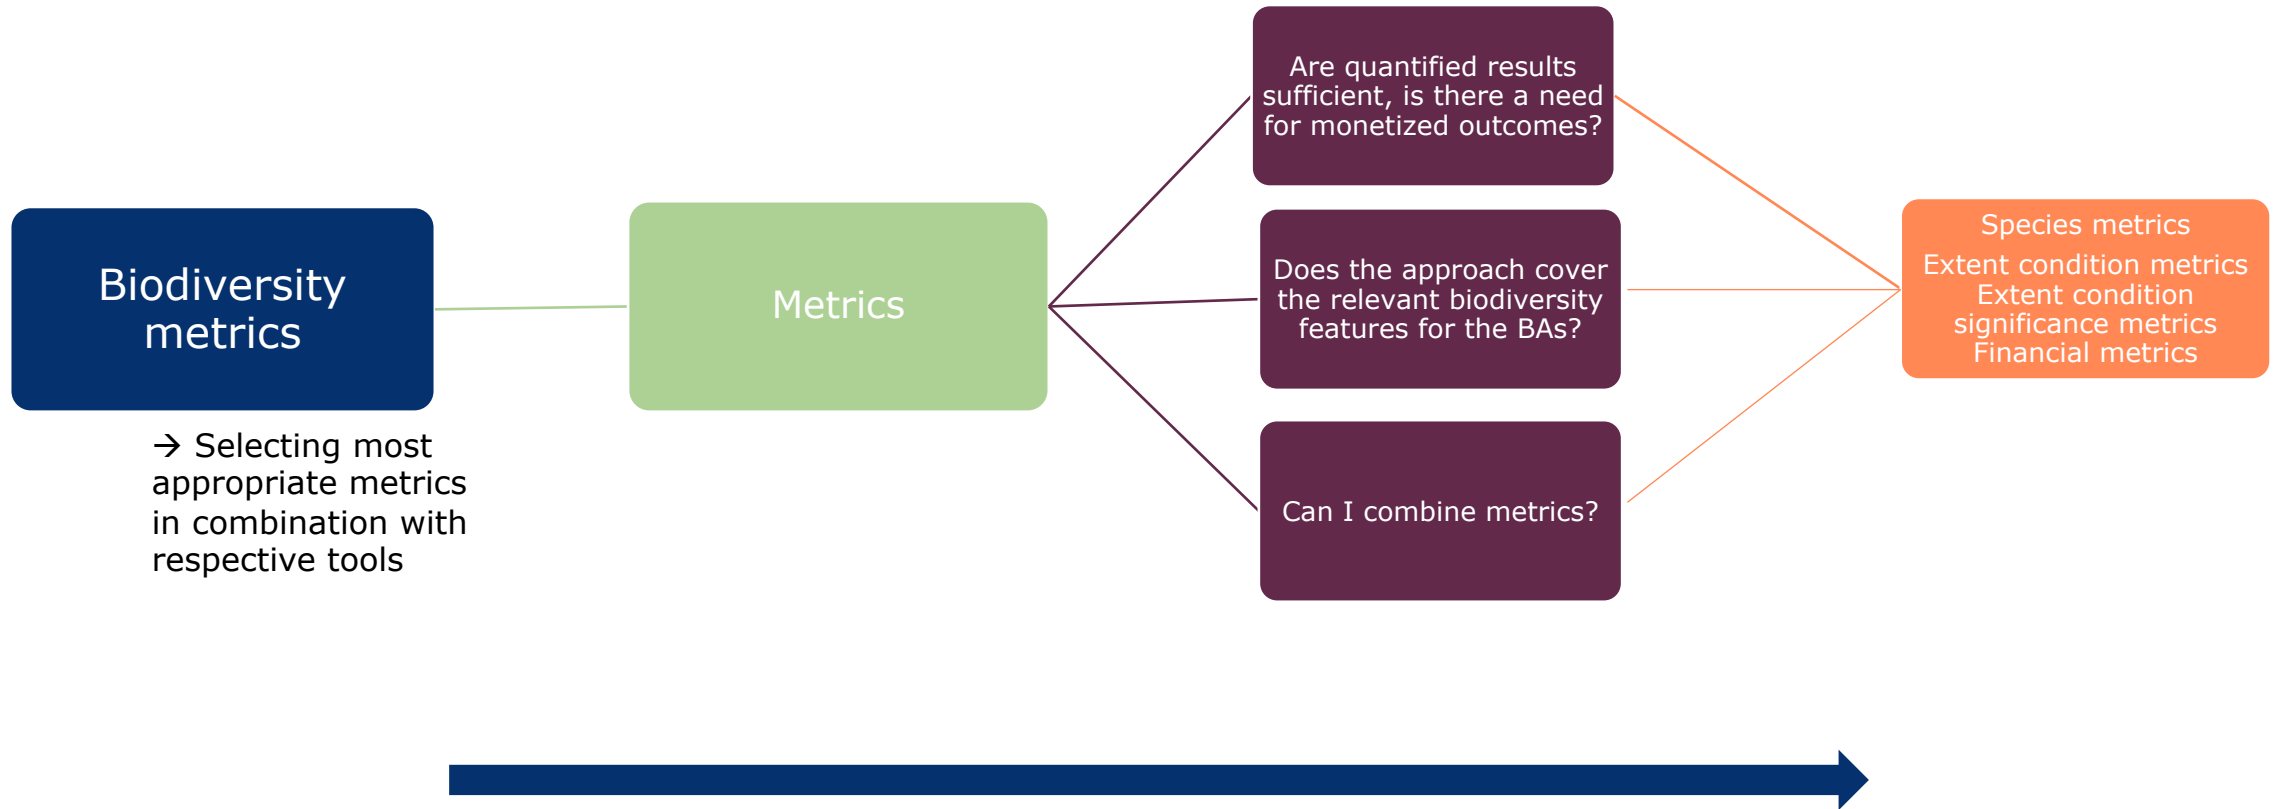 Biodiversity
metrics
→ Selecting most
appropriate metrics
in combination with
respective tools
Metrics
Are quantified results
sufficient, is there a need
for monetized outcomes?
Does the approach cover
the relevant biodiversity
features for the BAs?
Can I combine metrics?
Species metrics
Extent condition metrics
Extent condition
significance metrics
Financial metrics